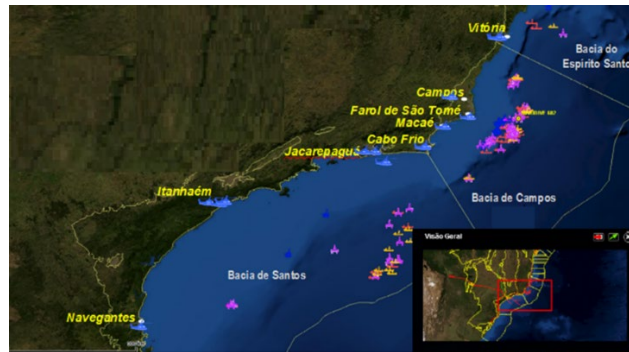 Vitória
Bacia do
Espirito Santo
Campos
Farol de São Tomé
Macaé
Cabo Frio
Jacarepaguá
Itanhaém
Bacia de Campos
Bacia de Santos
Visão Geral
Navegantes